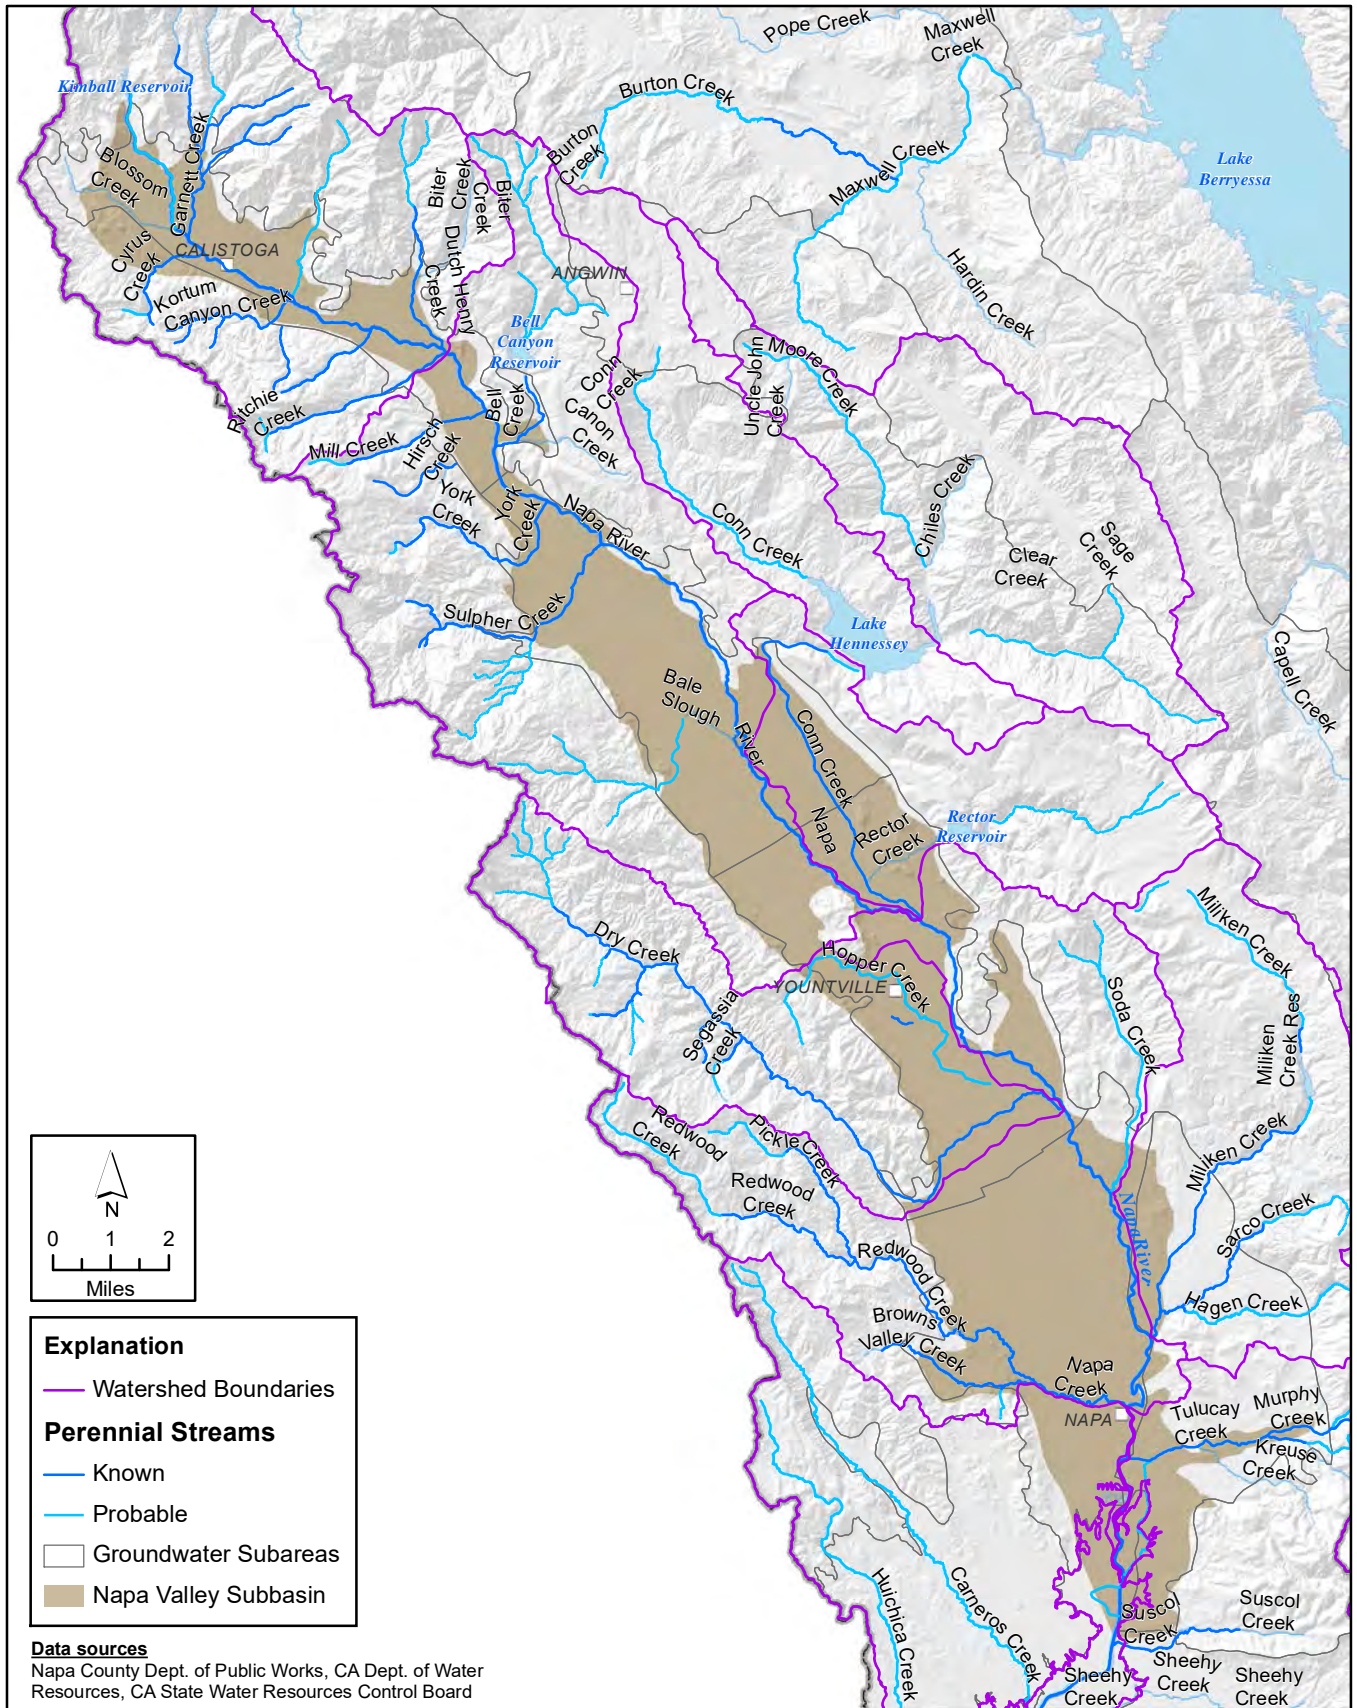 Pope Creek
Maxwell
Creek
Kimball Reservoir
Burton Creek
Garnett Creek
Burton
Creek
Lake
Berryessa
Blossom
Creek
Maxwell Creek
Biter
Creek
Biter
Creek
Cyrus
Creek
CALISTOGA
Dutch Henry
Creek
ANGWIN
Hardin Creek
Kortum
Canyon Creek
Bell
Canyon
Reservoir
Uncle John
Creek
Moore Creek
Conn
Creek
Ritchie
Creek
Bell
Creek
Canon
Creek
Mill Creek
Hirsch
Creek
Chiles Creek
York
Creek
York
Creek
Napa River
Conn Creek
Clear
Creek
Sage
Creek
Sulpher Creek
Lake
Hennessey
Capell Creek
Bale
Slough
River
Conn Creek
Napa
Rector
Creek
Rector
Reservoir
Miliken Creek
Dry Creek
Hopper Creek
YOUNTVILLE
Soda Creek
Segassia
Creek
Miliken
Creek Res
Redwood
Creek
Pickle Creek
Miliken Creek
Redwood
Creek
NapaRiver
Sarco Creek
Redwood Creek
Hagen Creek
Browns
Valley Creek
Napa
Creek
NAPA
Tulucay
Creek
Murphy
Creek
Kreuse
Creek
Huichica Creek
Carneros Creek
Suscol
Creek
Suscol
Creek
Sheehy
Creek
Sheehy
Creek
Sheehy
Creek
N
0 1 2
Miles
Explanation
Watershed Boundaries
Perennial Streams
Known
Probable
Groundwater Subareas
Napa Valley Subbasin
Data sources
Napa County Dept. of Public Works, CA Dept. of Water
Resources, CA State Water Resources Control Board